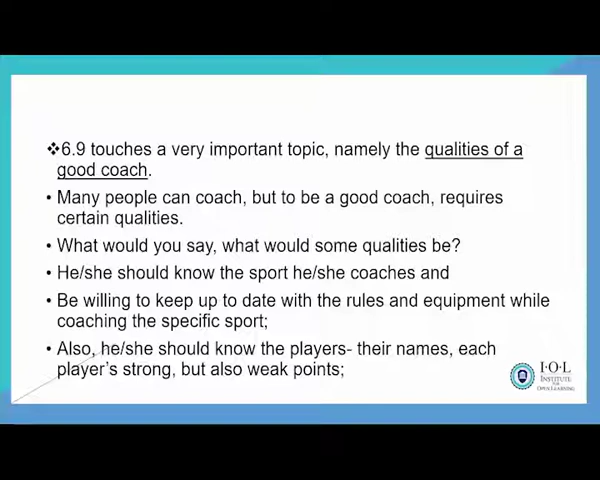 ❖6.9 touches a very important topic, namely the qualities of a
good coach.
• Many people can coach, but to be a good coach, requires
certain qualities.
• What would you say, what would some qualities be?
• He/she should know the sport he/she coaches and
• Be willing to keep up to date with the rules and equipment while
coaching the specific sport;
• Also, he/she should know the players- their names, each
player's strong, but also weak points;
I·O·L
INSTITUTE
FOR
OPEN LEARNING